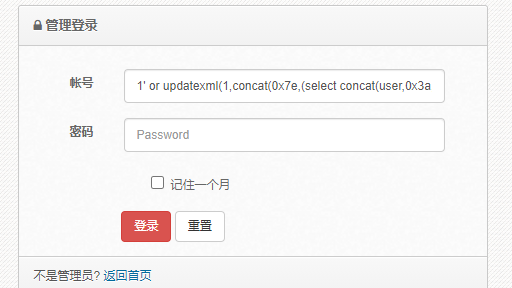 管理登录
帐号
1' or updatexml(1,concat(0x7e,(select concat(user,0x3a
密码
Password
记住一个月
登录 重置
不是管理员? 返回首页